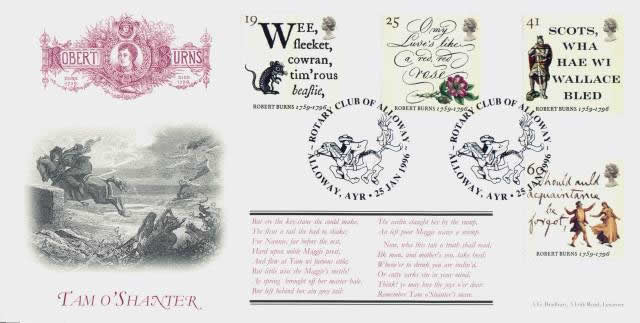 ROBERT BURNS
BORN 1759
DIED 1796
TAM O'SHANTER
19
WEE,
fleeket,
cowran,
tim'rous
beastie,
ROBERT BURNS 1759-1796
25
O my
Luve's like
a red, red
rose
ROBERT BURNS 1759-1796
41
SCOTS,
WHA
HAE WI
WALLACE
BLED
ROBERT BURNS 1759-1796
60
should auld
acquaintance
be
forgot,
ROBERT BURNS 1759-1796
ROTARY CLUB OF ALLOWAY
ALLOWAY, AYR • 25 JAN 1996
ROTARY CLUB OF ALLOWAY
ALLOWAY, AYR • 25 JAN 1996
But ere the key-stane she could make,
The fient a tail she had to shake!
For Nannie, far before the rest,
Hard upon noble Maggie prest,
And flew at Tam wi' furious ettle;
But little wist she Maggie's mettle!
Ae spring brought off her master hale,
But left behind her ain grey tail:
The carlin claught her by the rump,
An left poor Maggie scarce a stump.
Now, wha this tale o' truth shall read,
Ilk man, and mother's son, take heed:
Whene'er to drink you are inclin'd,
Or cutty sarks rin in your mind,
Think! ye may buy the joys o'er dear:
Remember Tam o'Shanter's mare.